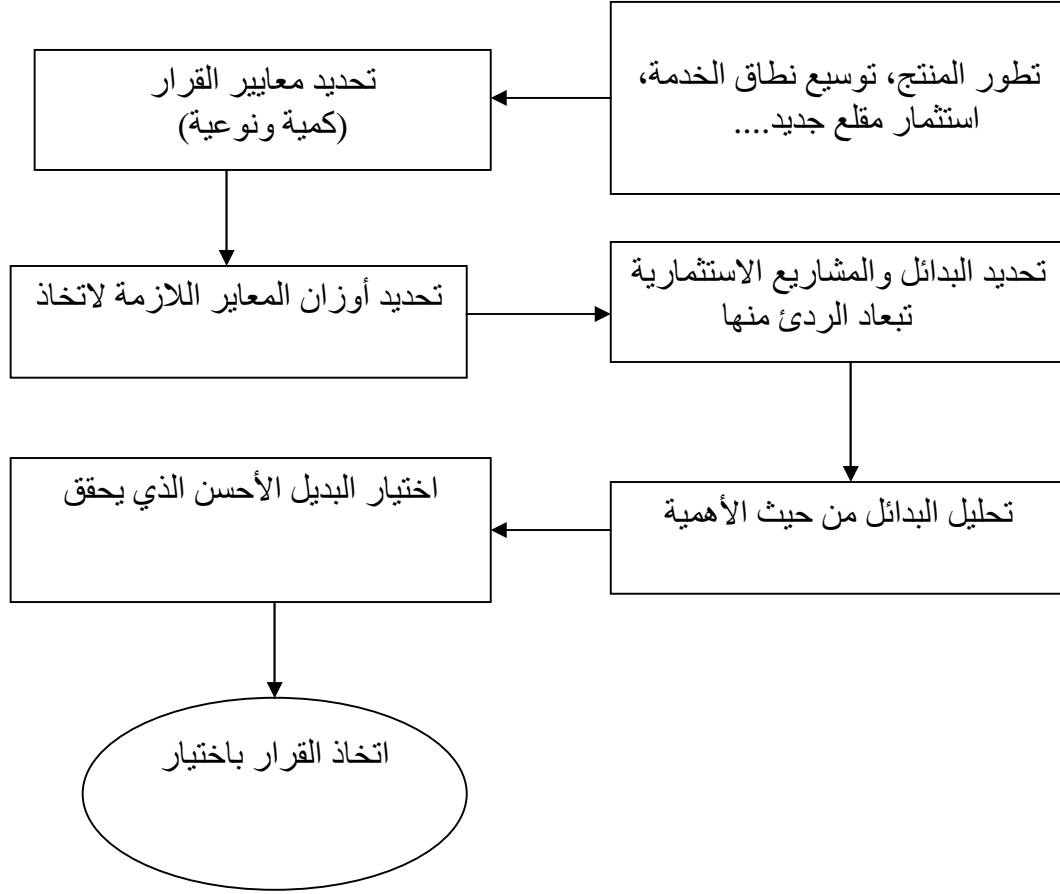 تطور المنتج، توسيع نطاق الخدمة،
استثمار مقلع جديد....
تحديد معايير القرار
(كمية ونوعية)
تحديد أوزان المعاير اللازمة لاتخاذ
تحديد البدائل والمشاريع الاستثمارية
تبعاد الردئ منها
تحليل البدائل من حيث الأهمية
اختيار البديل الأحسن الذي يحقق
اتخاذ القرار باختيار